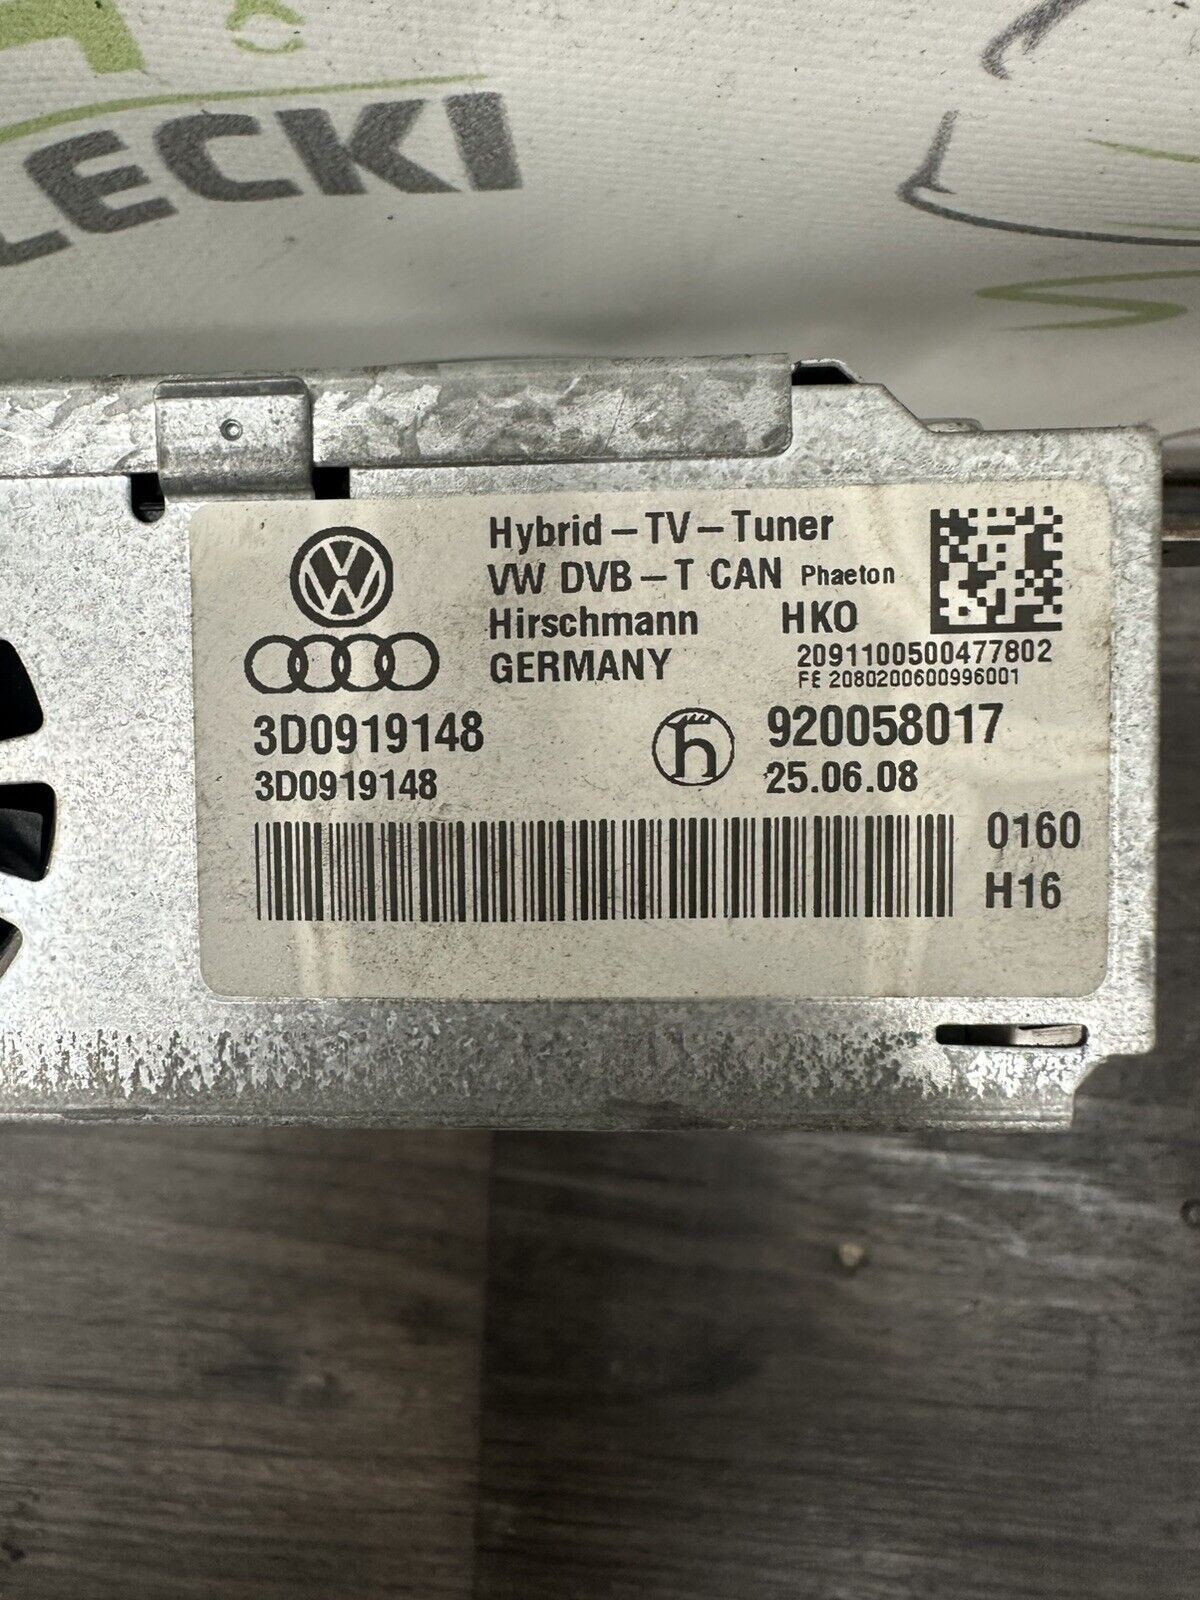 LECKI
Hybrid-TV-Tuner
VW DVB-T CAN Phaeton
Hirschmann HKO
GERMANY 2091100500477802
FE 2080200600996001
3D0919148 920058017
3D0919148 25.06.08
0160
H16